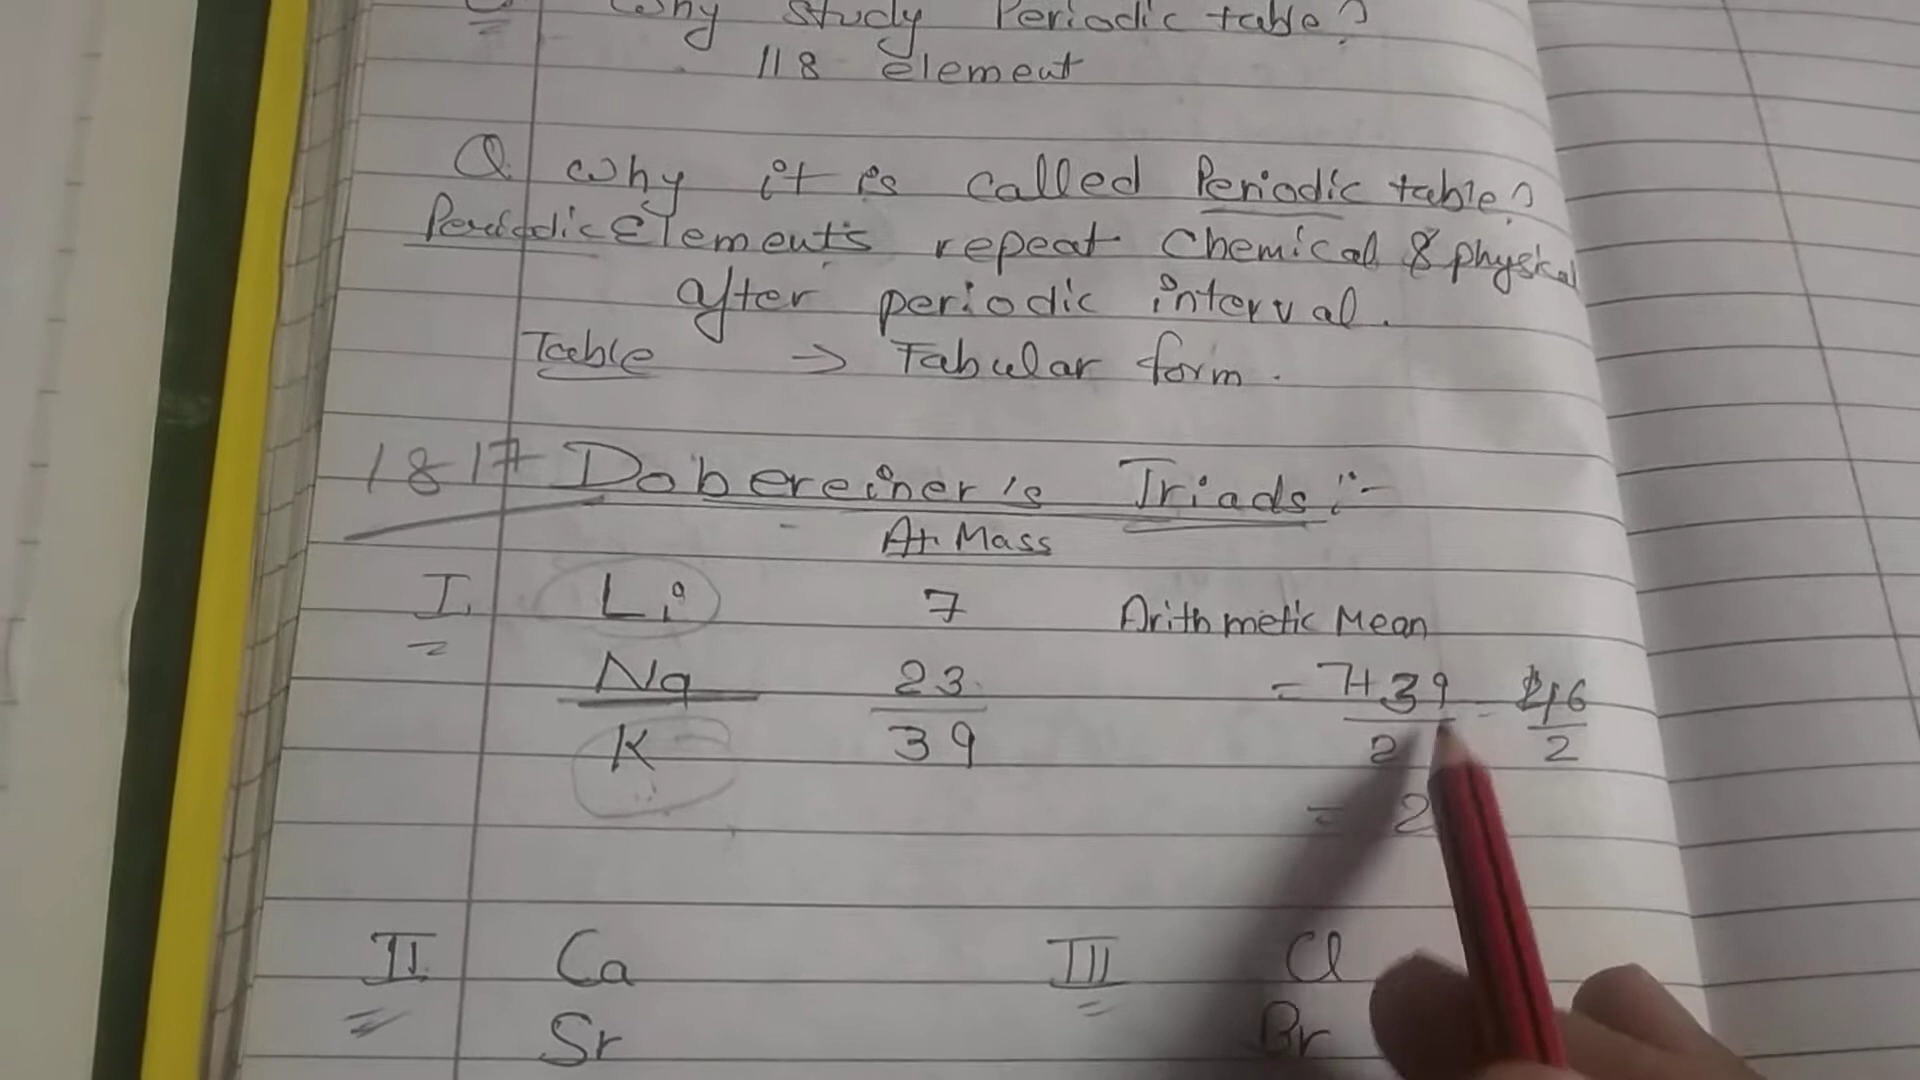 Why study Periodic table?
118 element
Q Why it is called Periodic table?
Periodic Elements repeat Chemical & physical
after periodic interval.
Table → Tabular form.
1817 Dobereiner's Triads :-
At. Mass
I. Li 7 Arithmetic Mean
Na 23 = 7+39/2 = 46/2
K 39
= 2
II. Ca III Cl
Sr Br